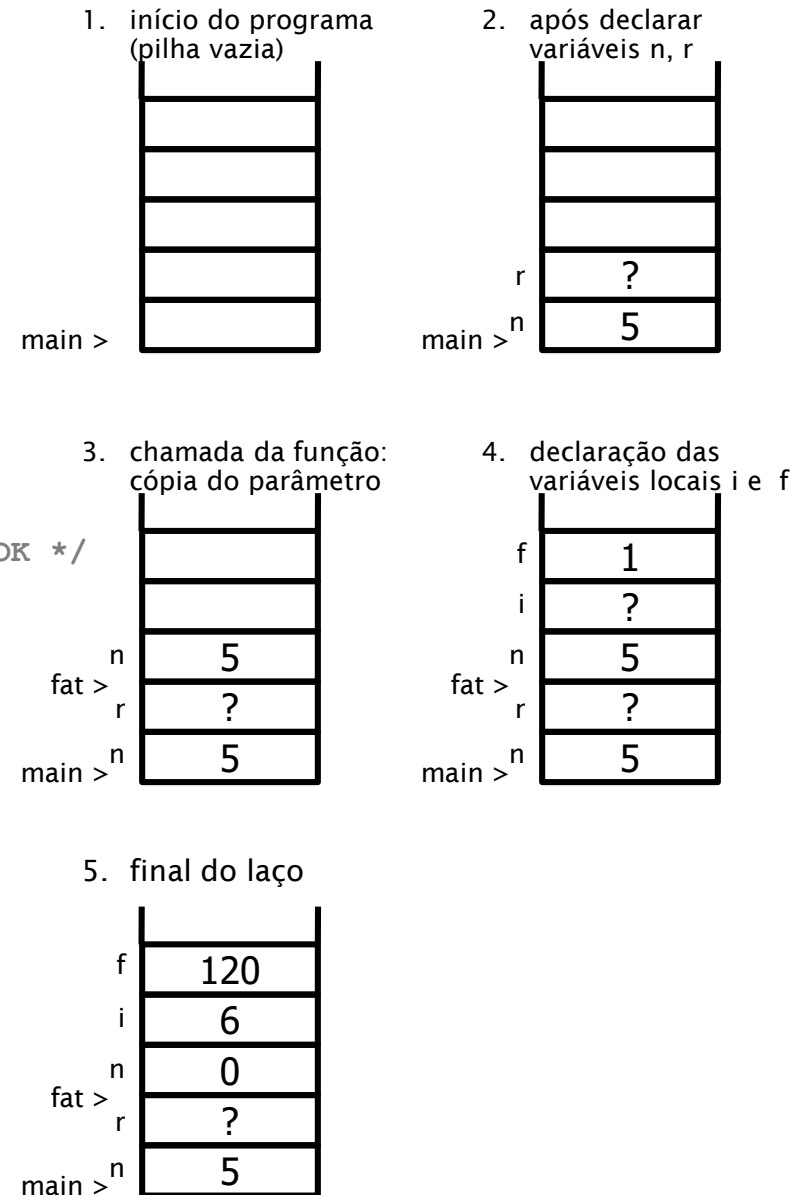 1. início do programa
(pilha vazia)
main >
2. após declarar
variáveis n, r
r ?
main > n 5
3. chamada da função:
cópia do parâmetro
OK */
n 5
fat >
r ?
main > n 5
4. declaração das
variáveis locais i e f
f 1
i ?
n 5
fat >
r ?
main > n 5
5. final do laço
f 120
i 6
n 0
fat >
r ?
main > n 5